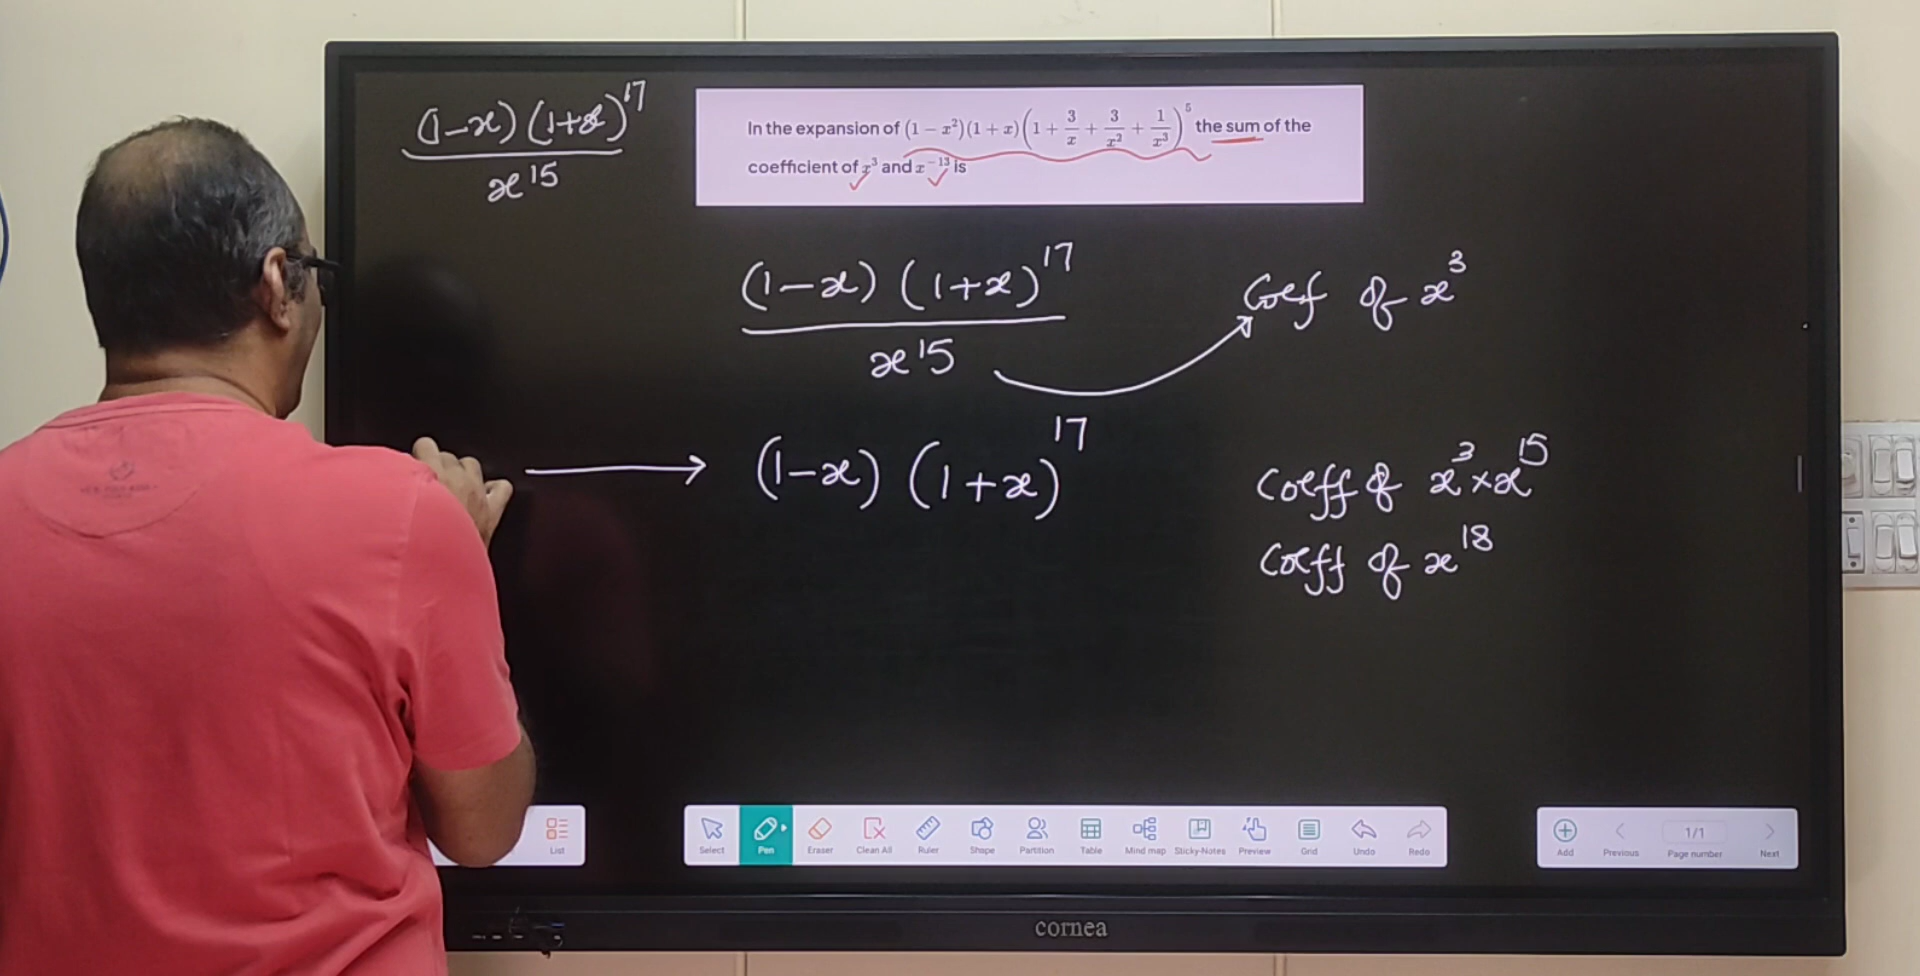 (1-x) (1+x)^17
x^15
In the expansion of (1 − x²)(1 + x)(1 + 3/x + 3/x² + 1/x³)^5 the sum of the
coefficient of x³ and x^−13 is
(1-x) (1+x)^17
x^15
Coef of x^3
(1-x) (1+x)^17
Coeff of x^3 × x^15
Coeff of x^18
List
Select Pen Eraser Clean All Ruler Shape Partition Table Mind map Sticky-Notes Preview Grid Undo Redo
Add Previous 1/1 Page number Next
cornea